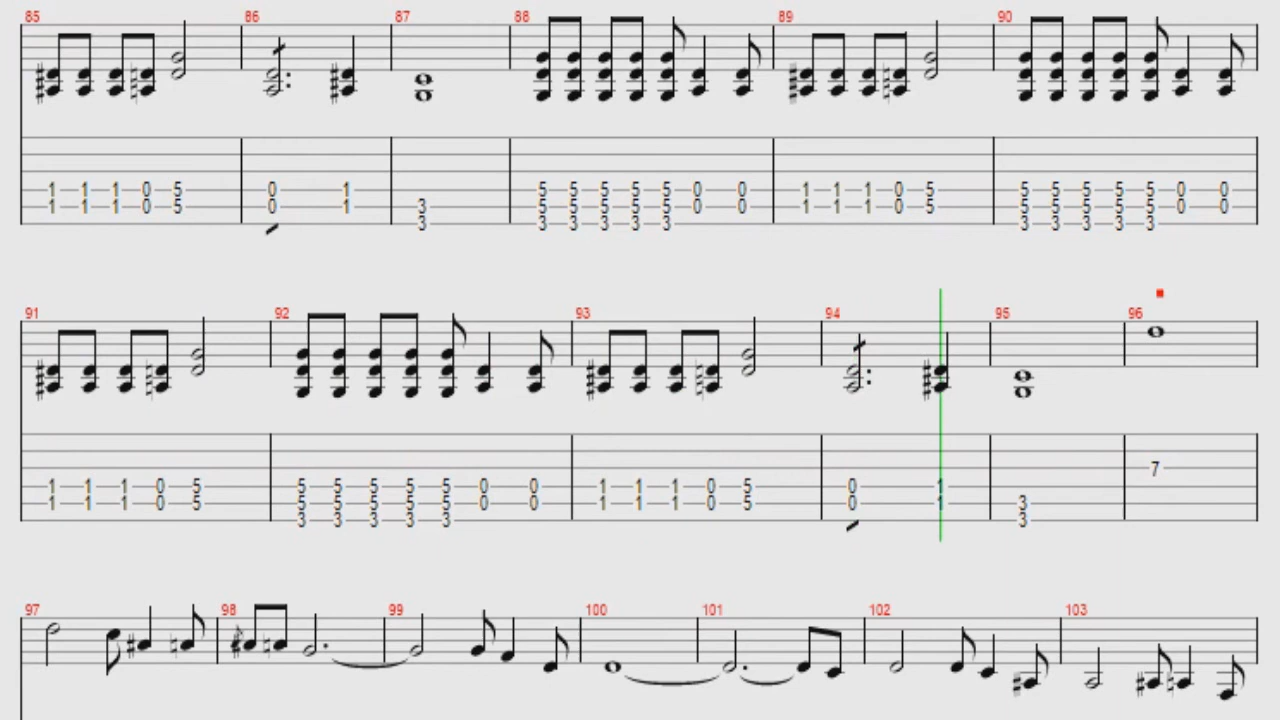 85 86 87 88 89 90
1 1 1 0 5 0 1 5 5 5 5 5 0 0 1 1 1 0 5 5 5 5 5 5 0 0
1 1 1 0 5 0 1 3 5 5 5 5 5 0 0 1 1 1 0 5 5 5 5 5 5 0 0
3 3 3 3 3 3 3 3 3 3 3
91 92 93 94 95 96
7
1 1 1 0 5 5 5 5 5 5 0 0 1 1 1 0 5 0 1
1 1 1 0 5 5 5 5 5 5 0 0 1 1 1 0 5 0 1 3
3 3 3 3 3 3
97 98 99 100 101 102 103